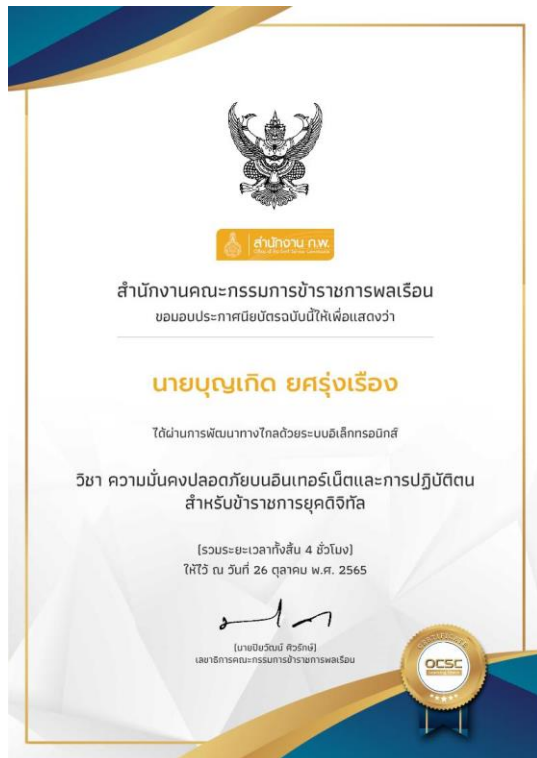 สำนักงาน ก.พ.
Office of the Civil Service Commission
สำนักงานคณะกรรมการข้าราชการพลเรือน
ขอมอบประกาศนียบัตรฉบับนี้ให้เพื่อแสดงว่า
นายบุญเกิด ยศรุ่งเรือง
ได้ผ่านการพัฒนาทางไกลด้วยระบบอิเล็กทรอนิกส์
วิชา ความมั่นคงปลอดภัยบนอินเทอร์เน็ตและการปฏิบัติตน
สำหรับข้าราชการยุคดิจิทัล
(รวมระยะเวลาทั้งสิ้น 4 ชั่วโมง)
ให้ไว้ ณ วันที่ 26 ตุลาคม พ.ศ. 2565
(นายปิยวัฒน์ ศิวรักษ์)
เลขาธิการคณะกรรมการข้าราชการพลเรือน
CERTIFICATE
OCSC